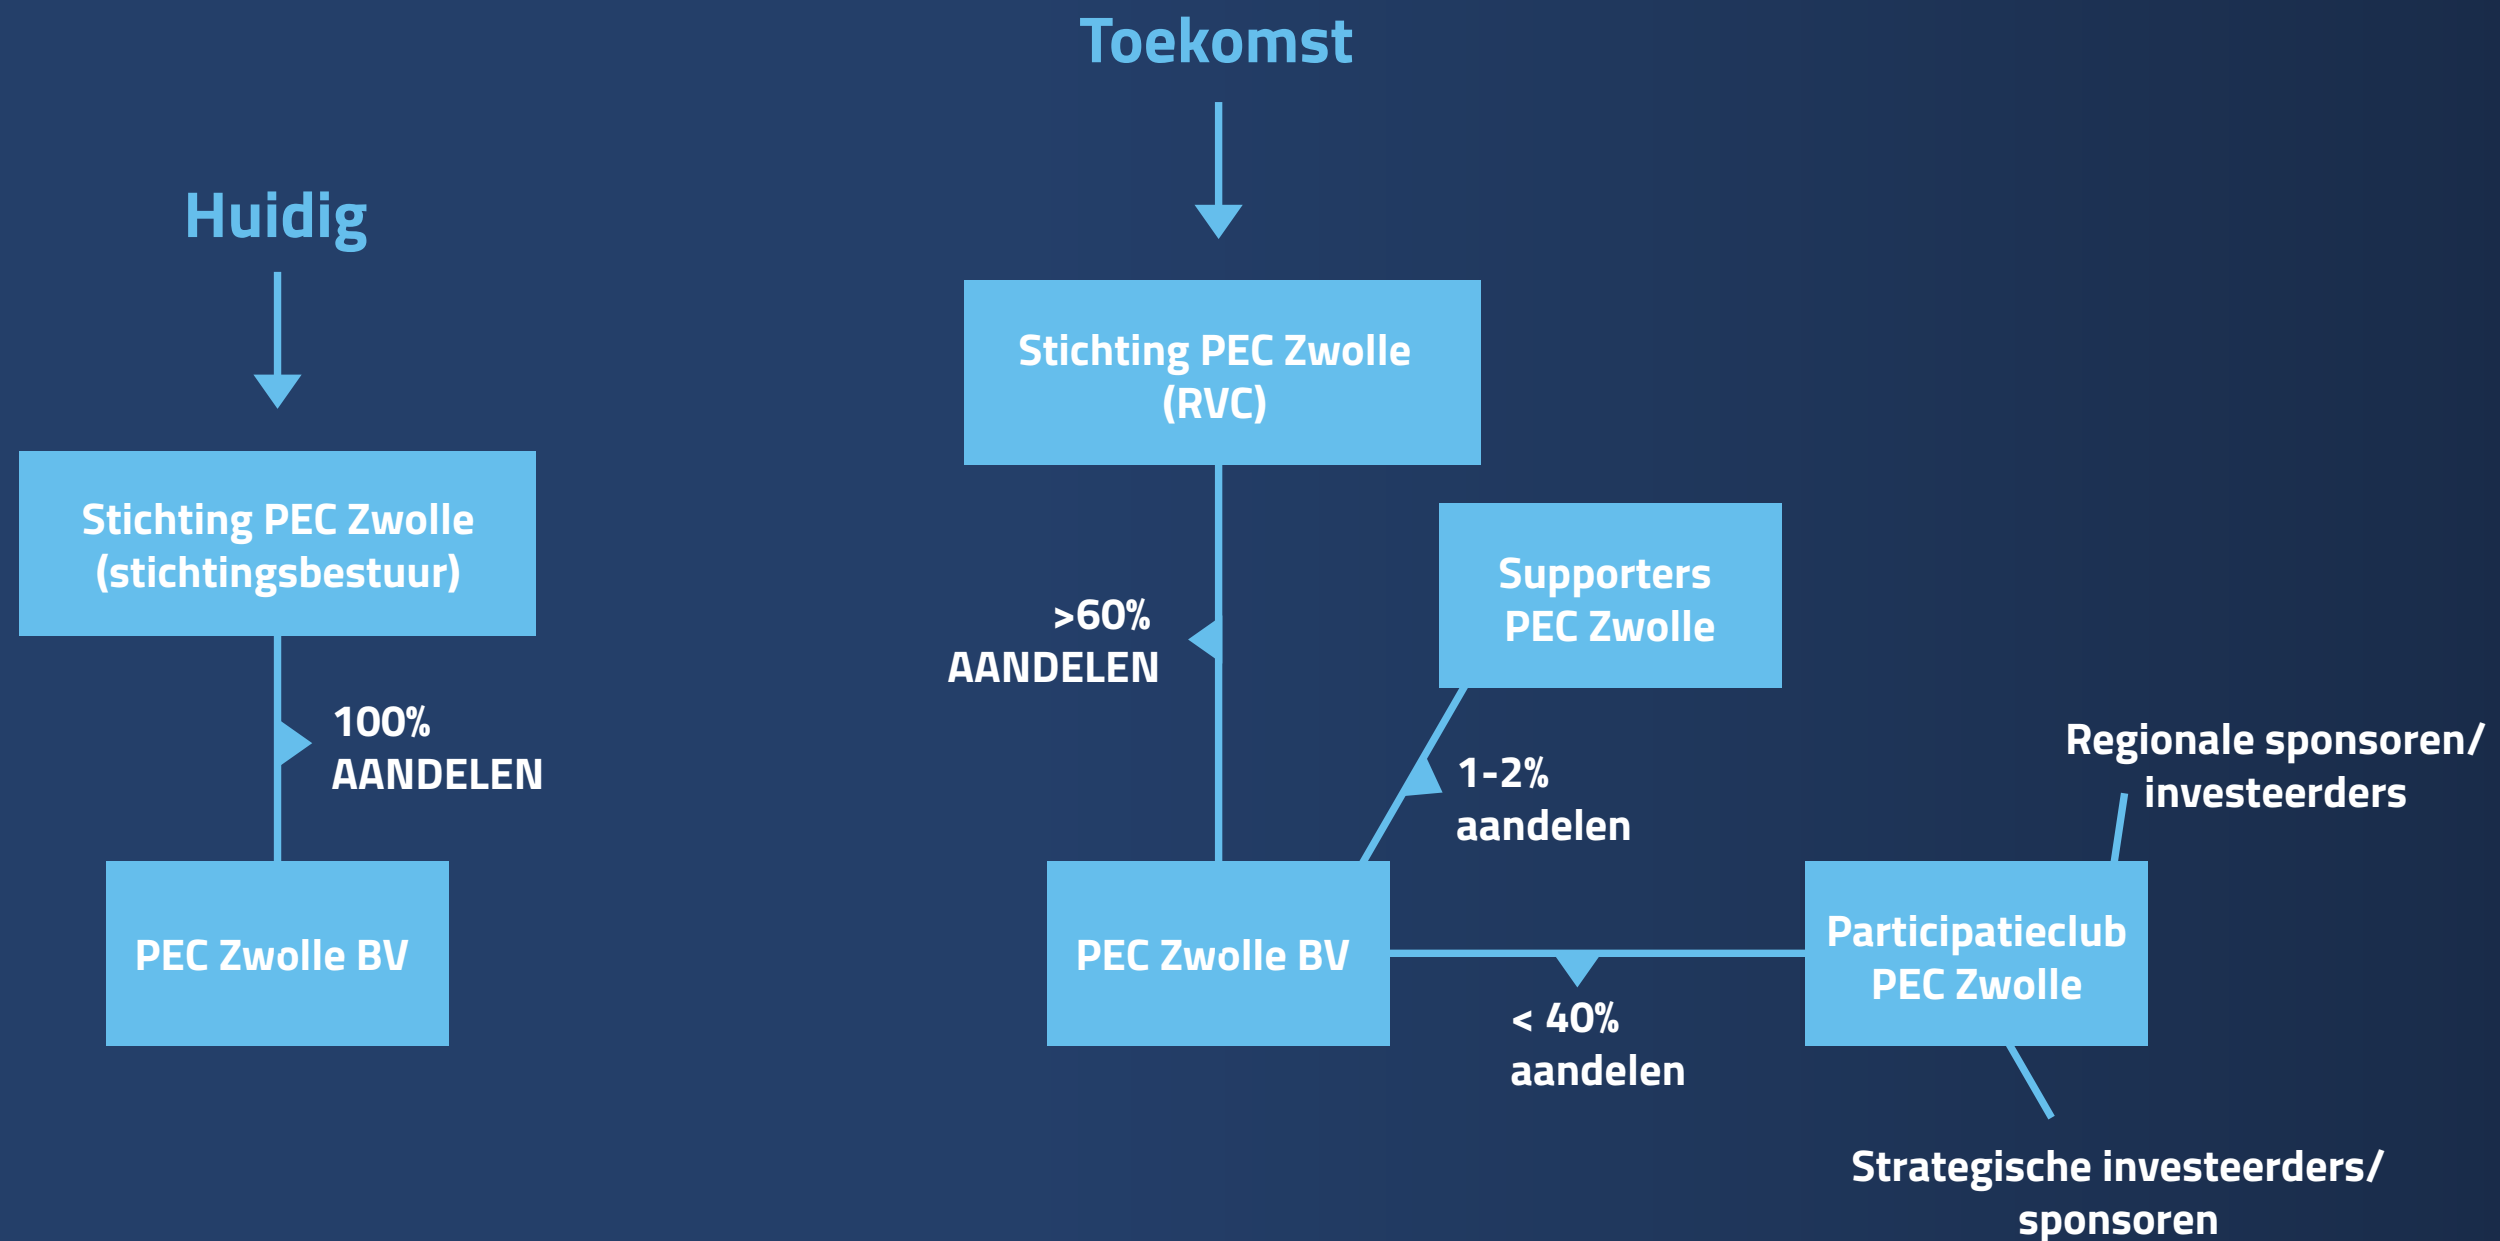 Huidig
Stichting PEC Zwolle
(stichtingsbestuur)
100%
AANDELEN
PEC Zwolle BV
Toekomst
Stichting PEC Zwolle
(RVC)
>60%
AANDELEN
Supporters
PEC Zwolle
1-2%
aandelen
PEC Zwolle BV
< 40%
aandelen
Regionale sponsoren/
investeerders
Participatieclub
PEC Zwolle
Strategische investeerders/
sponsoren